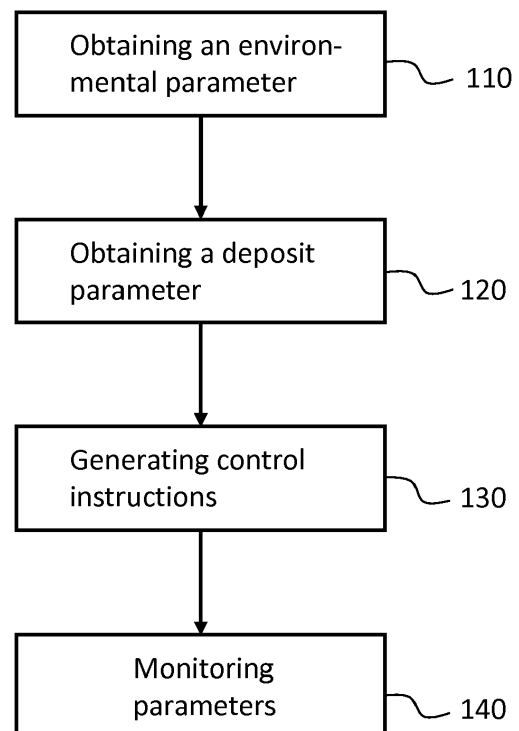 Obtaining an environ-
mental parameter
110
Obtaining a deposit
parameter
120
Generating control
instructions
130
Monitoring
parameters
140